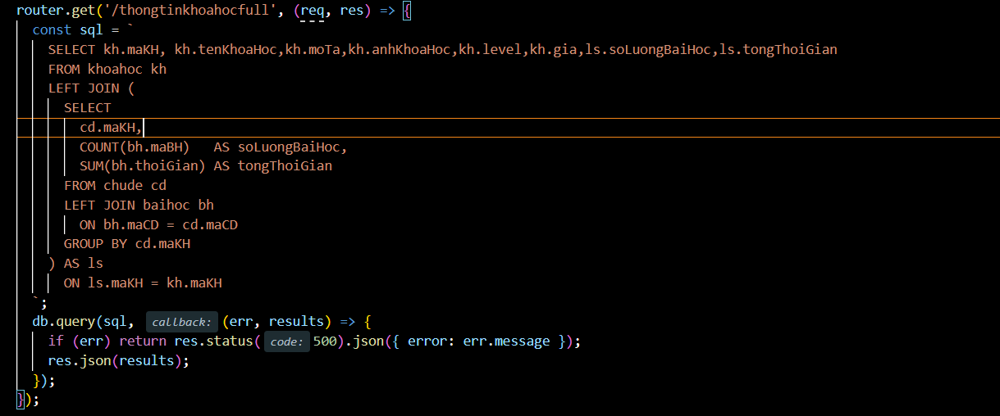 router.get('/thongtinkhoahocfull', (req, res) => {
const sql = `
SELECT kh.maKH, kh.tenKhoaHoc,kh.moTa,kh.anhKhoaHoc,kh.level,kh.gia,ls.soLuongBaiHoc,ls.tongThoiGian
FROM khoahoc kh
LEFT JOIN (
SELECT
cd.maKH,
COUNT(bh.maBH)   AS soLuongBaiHoc,
SUM(bh.thoiGian) AS tongThoiGian
FROM chude cd
LEFT JOIN baihoc bh
ON bh.maCD = cd.maCD
GROUP BY cd.maKH
) AS ls
ON ls.maKH = kh.maKH
`;
db.query(sql, callback: (err, results) => {
if (err) return res.status( code: 500).json({ error: err.message });
res.json(results);
});
});